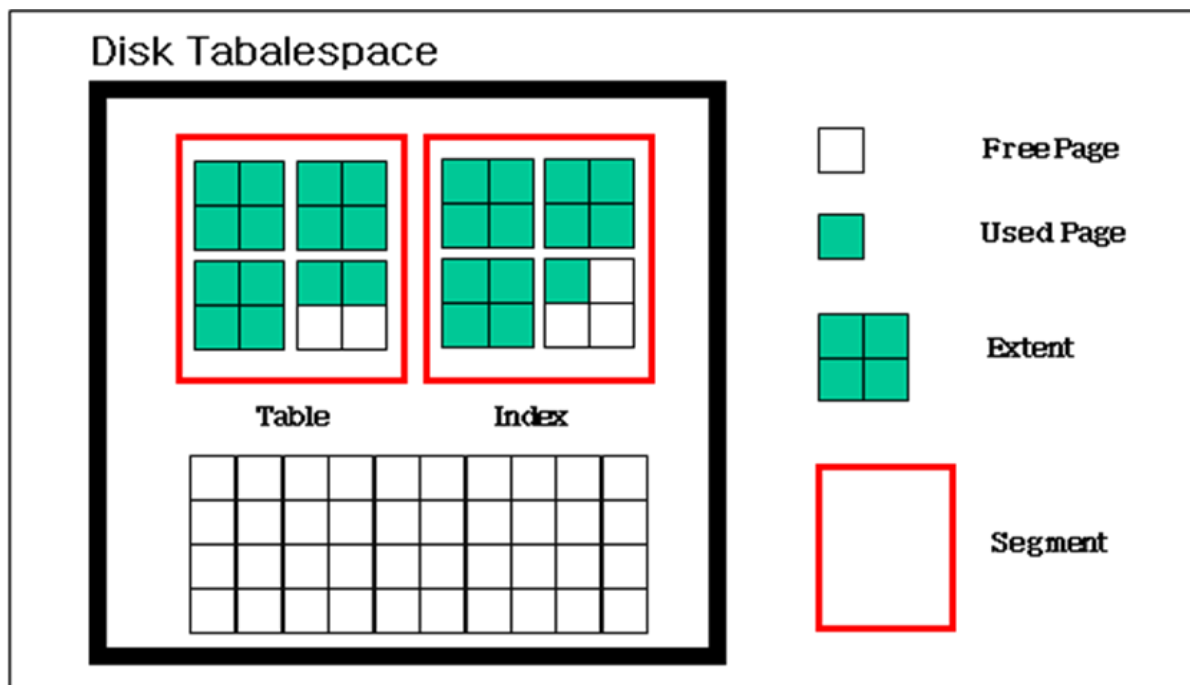 Disk Tabalespace
Free Page
Used Page
Extent
Table
Index
Segment